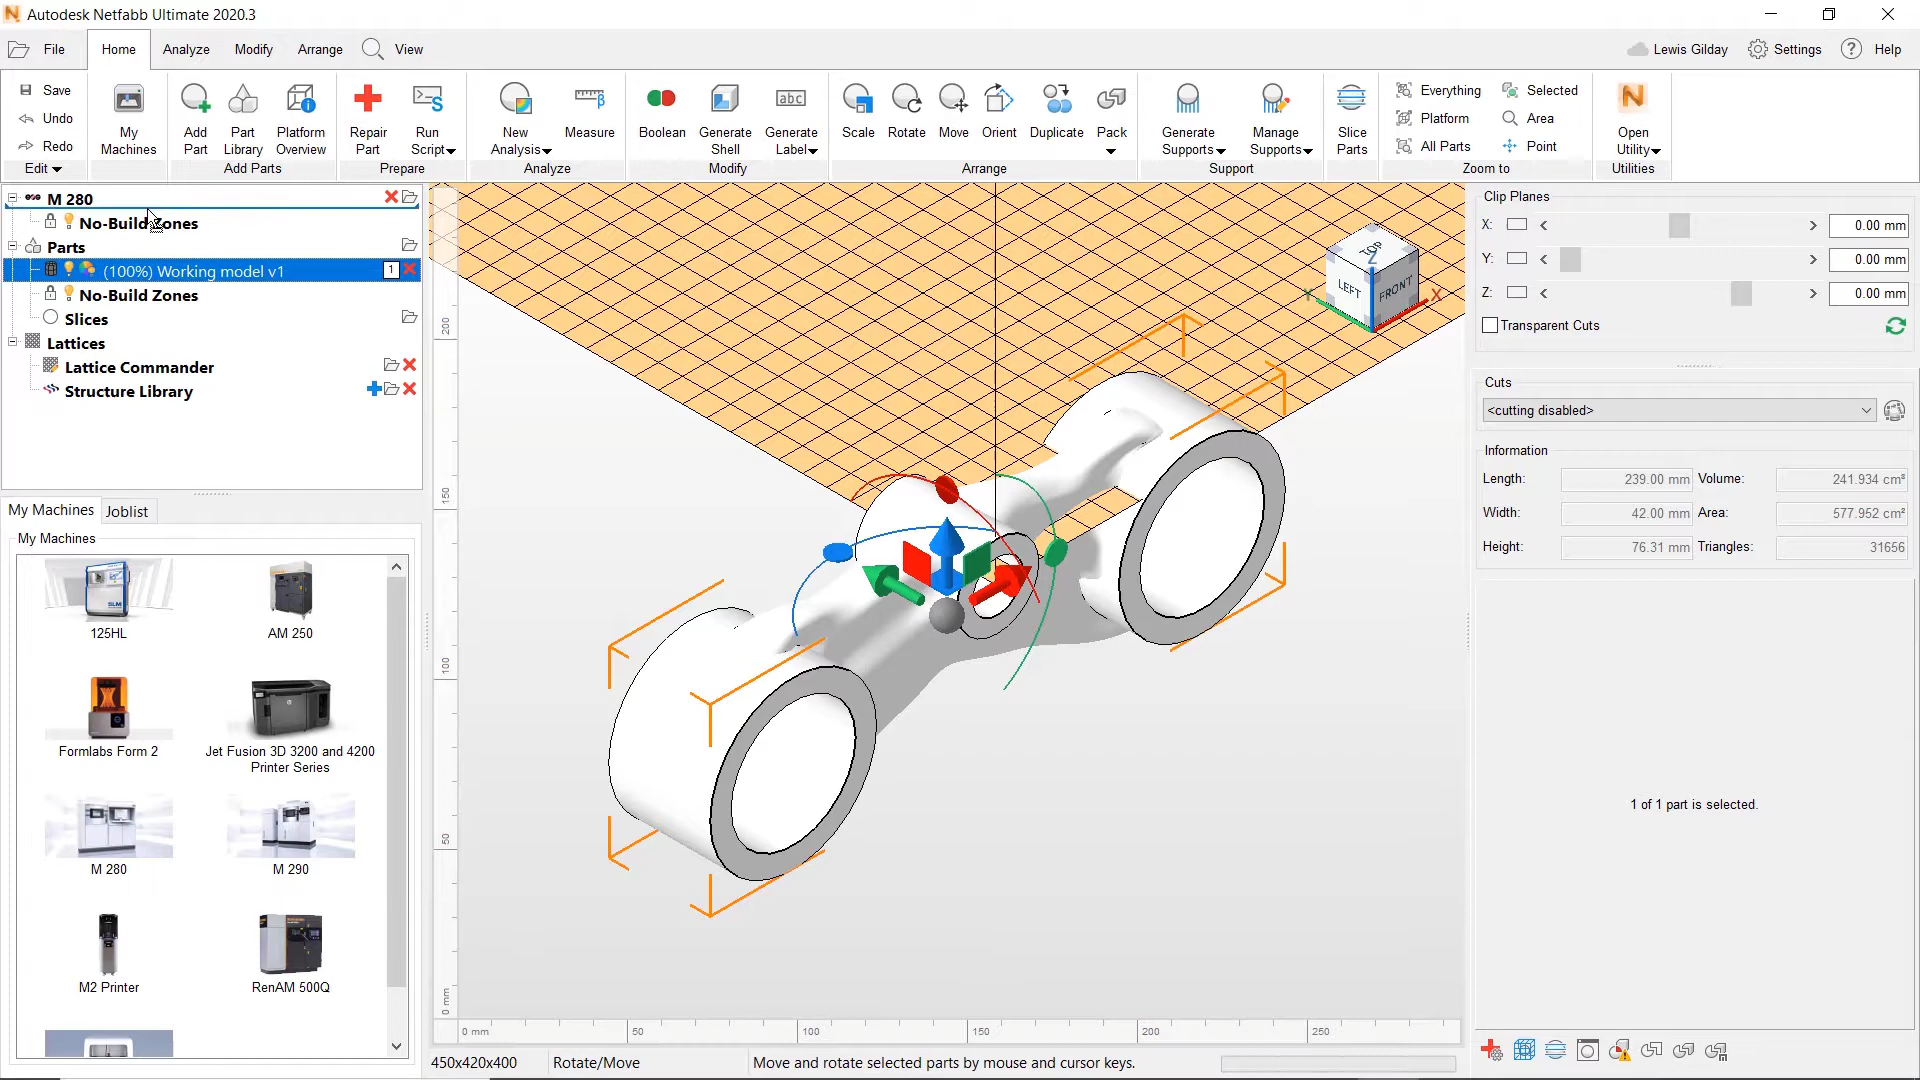 Autodesk Netfabb Ultimate 2020.3
File Home Analyze Modify Arrange View
Lewis Gilday Settings Help
Save
Undo
Redo
Edit
My
Machines
Add
Part
Part
Library
Platform
Overview
Add Parts
Repair
Part
Run
Script
Prepare
New
Analysis
Measure
Analyze
Boolean
Generate
Shell
abc
Generate
Label
Modify
Scale
Rotate
Move
Orient
Duplicate
Pack
Arrange
Generate
Supports
Manage
Supports
Support
Slice
Parts
Everything
Platform
All Parts
Selected
Area
Point
Zoom to
Open
Utility
Utilities
M 280
No-Build Zones
Parts
(100%) Working model v1 1
No-Build Zones
Slices
Lattices
Lattice Commander
Structure Library
My Machines Joblist
My Machines
SLM
125HL
AM 250
Formlabs Form 2
Jet Fusion 3D 3200 and 4200
Printer Series
M 280
M 290
M2 Printer
RenAM 500Q
200
150
100
50
0 mm
0 mm 50 100 150 200 250
TOP
LEFT
FRONT
X
Y
Z
450x420x400 Rotate/Move Move and rotate selected parts by mouse and cursor keys.
Clip Planes
X: < > 0.00 mm
Y: < > 0.00 mm
Z: < > 0.00 mm
Transparent Cuts
Cuts
<cutting disabled>
Information
Length: 239.00 mm Volume: 241.934 cm³
Width: 42.00 mm Area: 577.952 cm²
Height: 76.31 mm Triangles: 31656
1 of 1 part is selected.